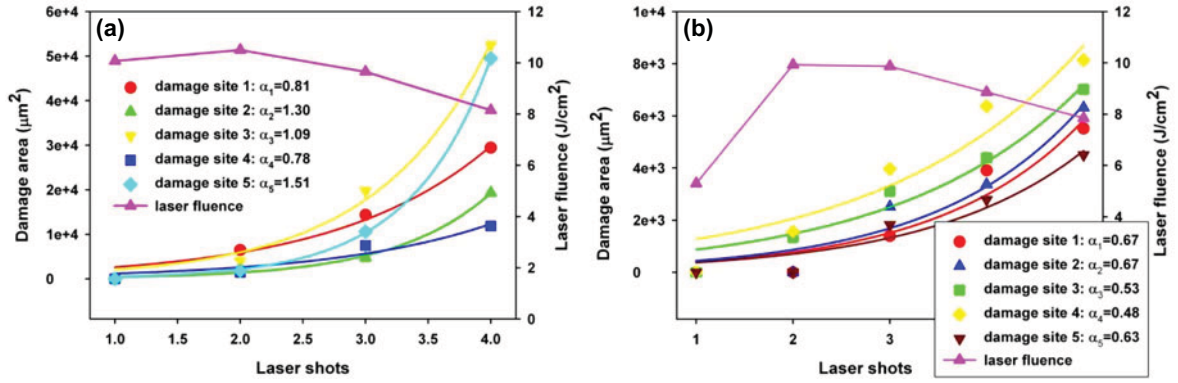 (a)
Damage area (μm²)
6e+4
5e+4
4e+4
3e+4
2e+4
1e+4
0
1.0 1.5 2.0 2.5 3.0 3.5 4.0
Laser shots
12
10
8
6
4
2
0
Laser fluence (J/cm²)
damage site 1: α₁=0.81
damage site 2: α₂=1.30
damage site 3: α₃=1.09
damage site 4: α₄=0.78
damage site 5: α₅=1.51
laser fluence
(b)
Damage area (μm²)
1e+4
8e+3
6e+3
4e+3
2e+3
0
1 2 3
Laser shots
12
10
8
6
4
Laser fluence (J/cm²)
damage site 1: α₁=0.67
damage site 2: α₂=0.67
damage site 3: α₃=0.53
damage site 4: α₄=0.48
damage site 5: α₅=0.63
laser fluence